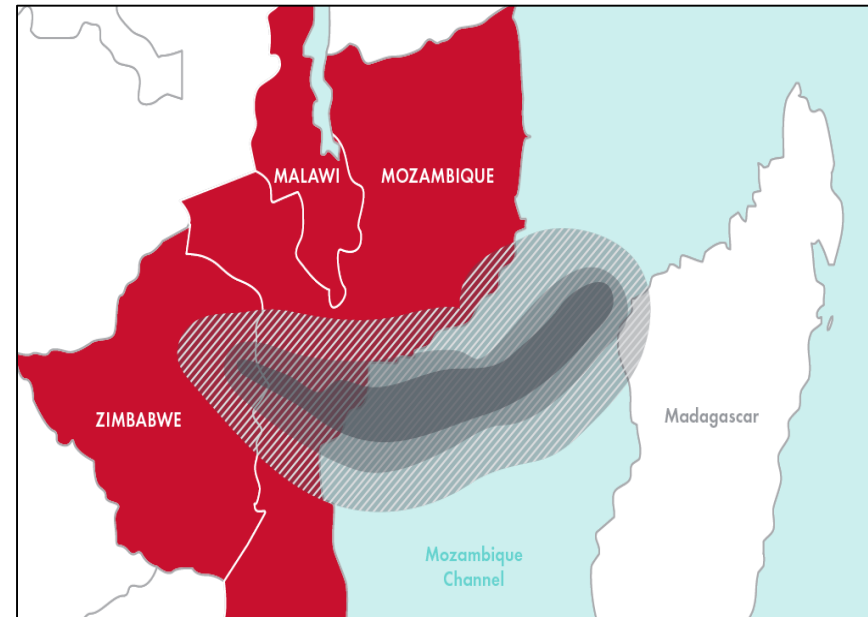 MALAWI
MOZAMBIQUE
ZIMBABWE
Madagascar
Mozambique
Channel